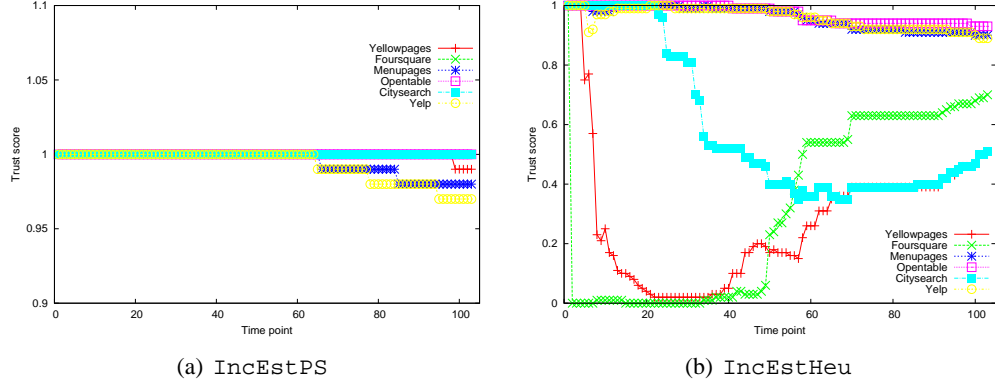 1.1
1.05
1
0.95
0.9
Trust score
0 20 40 60 80 100
Time point
Yellowpages
Foursquare
Menupages
Opentable
Citysearch
Yelp
(a) IncEstPS
1
0.8
0.6
0.4
0.2
0
Trust score
0 20 40 60 80 100
Time point
Yellowpages
Foursquare
Menupages
Opentable
Citysearch
Yelp
(b) IncEstHeu